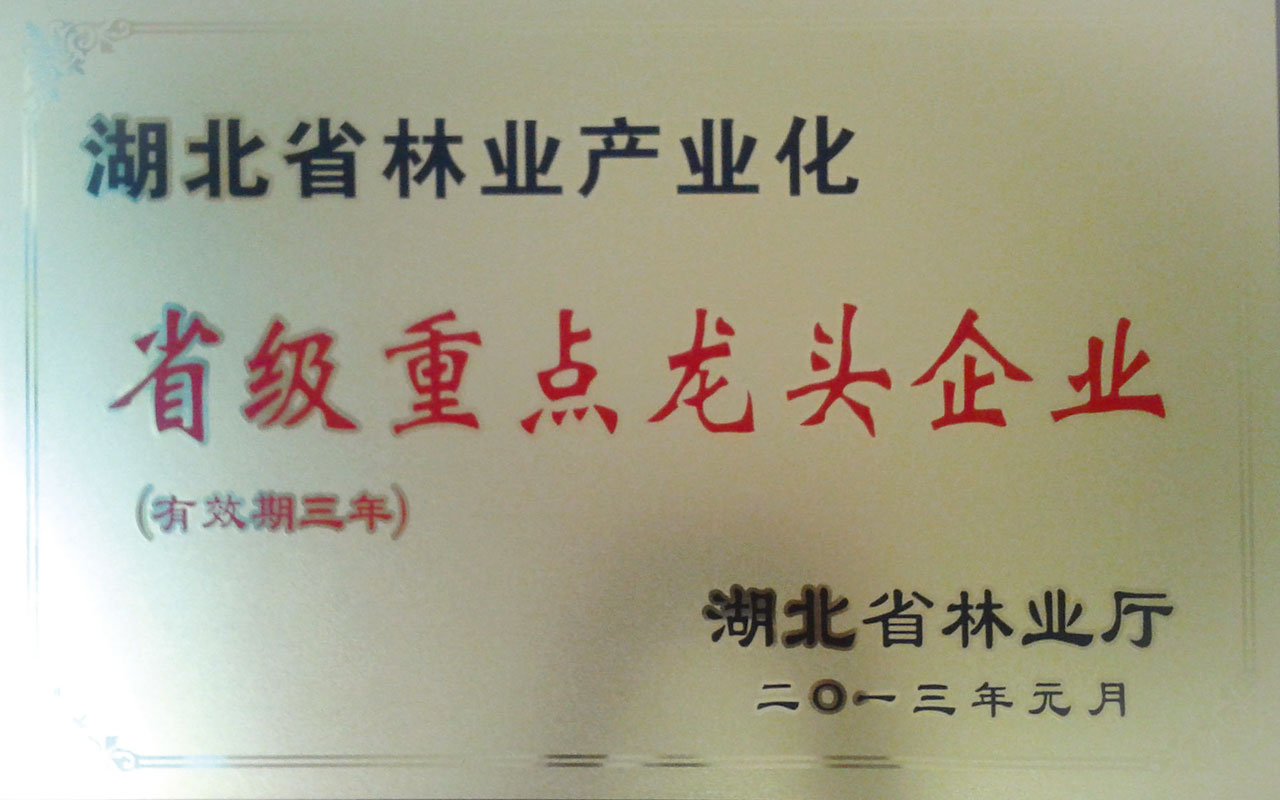 湖北省林业产业化
省级重点龙头企业
(有效期三年)
湖北省林业厅
二〇一三年元月